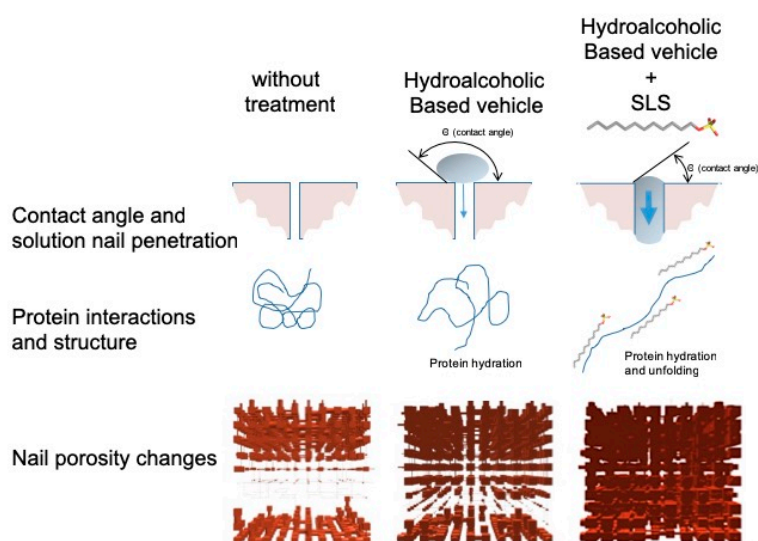 without
treatment
Hydroalcoholic
Based vehicle
Hydroalcoholic
Based vehicle
+
SLS
Ɵ (contact angle)
Ɵ (contact angle)
Contact angle and
solution nail penetration
Protein interactions
and structure
Protein hydration
Protein hydration
and unfolding
Nail porosity changes